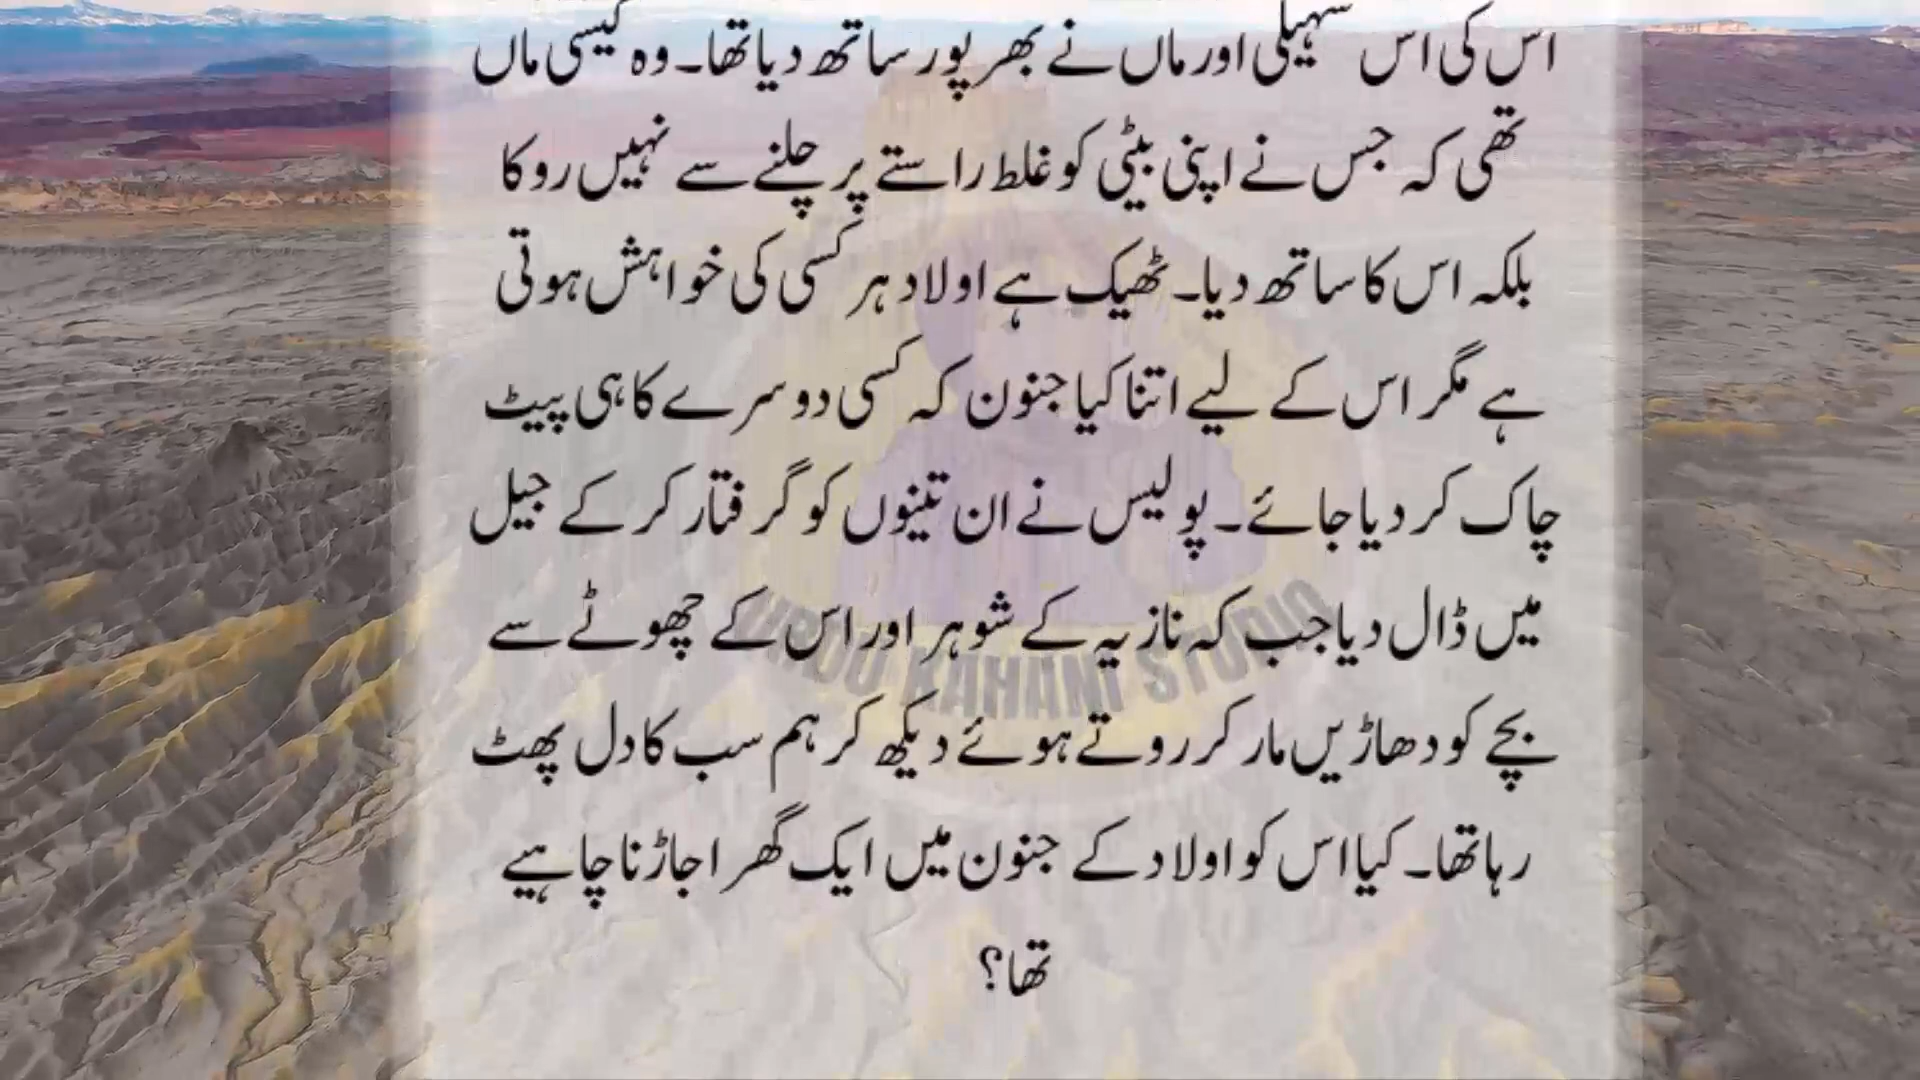 اس کی اس سہیلی اور ماں نے بھر پور ساتھ دیا تھا۔ وہ کیسی ماں
تھی کہ جس نے اپنی بیٹی کو غلط راستے پر چلنے سے نہیں روکا
بلکہ اس کا ساتھ دیا۔ ٹھیک ہے اولاد ہر کسی کی خواہش ہوتی
ہے مگر اس کے لیے اتنا کیا جنون کہ کسی دوسرے کا ہی پیٹ
چاک کر دیا جائے۔ پولیس نے ان تینوں کو گرفتار کر کے جیل
میں ڈال دیا جب کہ نازیہ کے شوہر اور اس کے چھوٹے سے
URDU KAHANI STUDIO
بچے کو دھاڑیں مار کر روتے ہوئے دیکھ کر ہم سب کا دل پھٹ
رہا تھا۔ کیا اس کو اولاد کے جنون میں ایک گھر اجاڑنا چاہیے
تھا؟